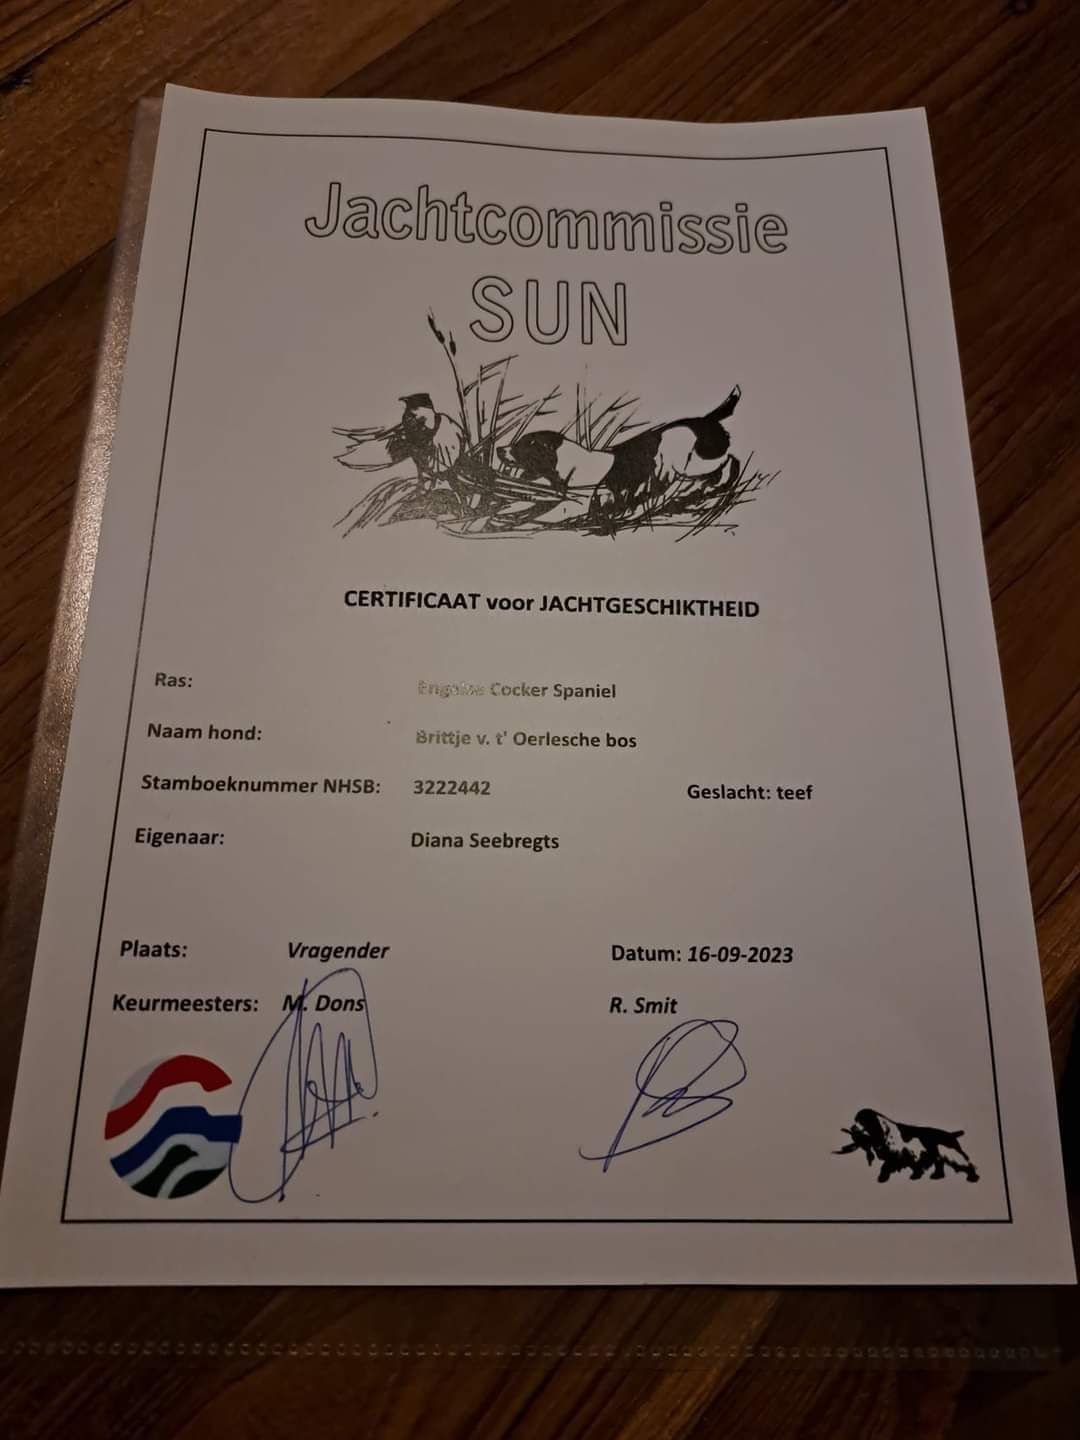 Jachtcommissie
SUN
CERTIFICAAT voor JACHTGESCHIKTHEID
Ras: Engelse Cocker Spaniel
Naam hond: Brittje v. t' Oerlesche bos
Stamboeknummer NHSB: 3222442 Geslacht: teef
Eigenaar: Diana Seebregts
Plaats: Vragender Datum: 16-09-2023
Keurmeesters: M. Dons R. Smit